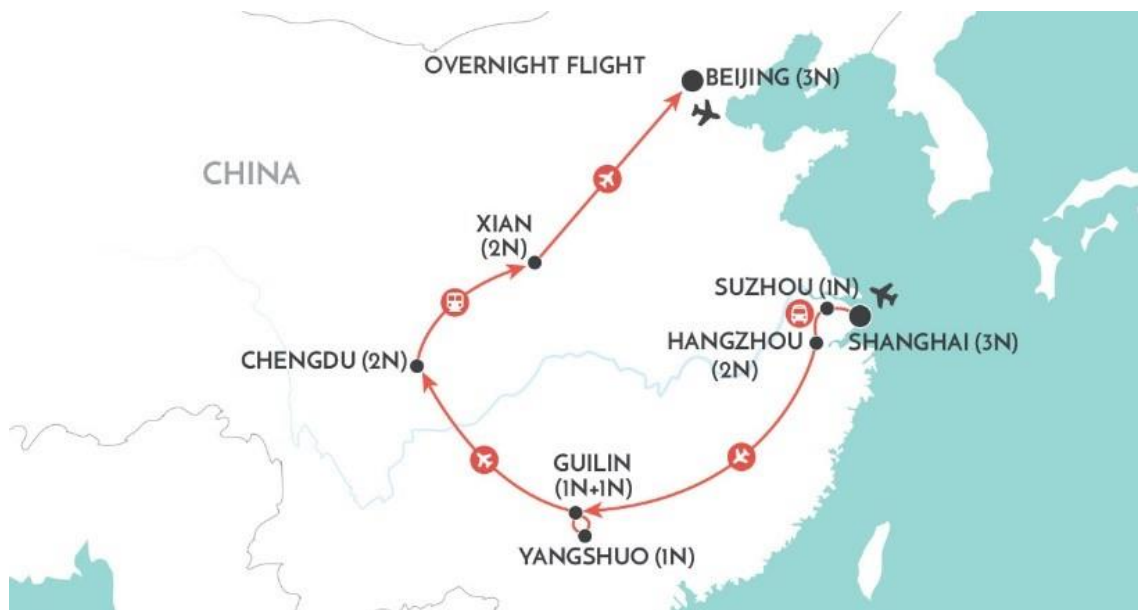 OVERNIGHT FLIGHT
BEIJING (3N)
CHINA
XIAN
(2N)
SUZHOU (1N)
HANGZHOU
(2N)
SHANGHAI (3N)
CHENGDU (2N)
GUILIN
(1N+1N)
YANGSHUO (1N)